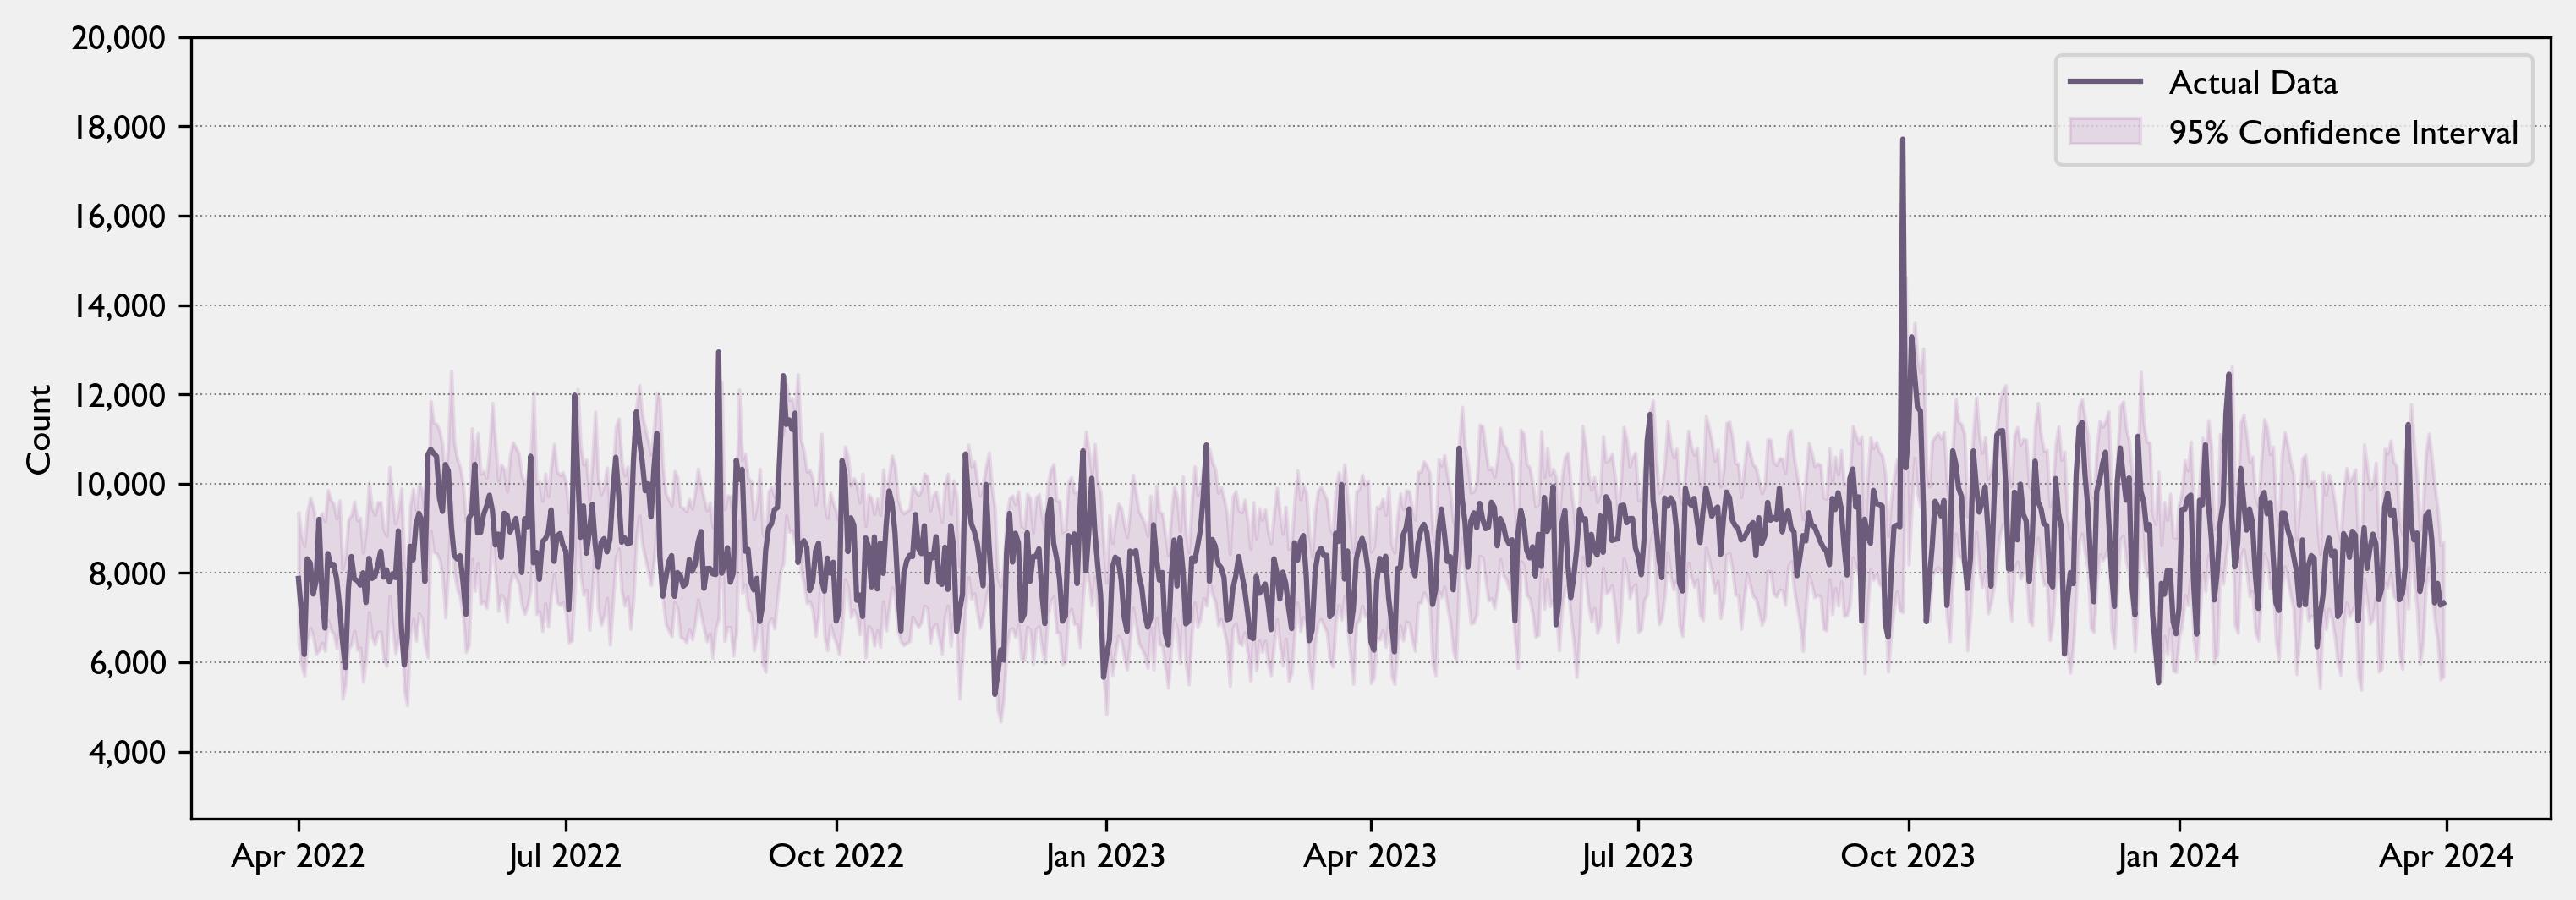 20,000
18,000
16,000
14,000
12,000
10,000
8,000
6,000
4,000
Count
Actual Data
95% Confidence Interval
Apr 2022 Jul 2022 Oct 2022 Jan 2023 Apr 2023 Jul 2023 Oct 2023 Jan 2024 Apr 2024